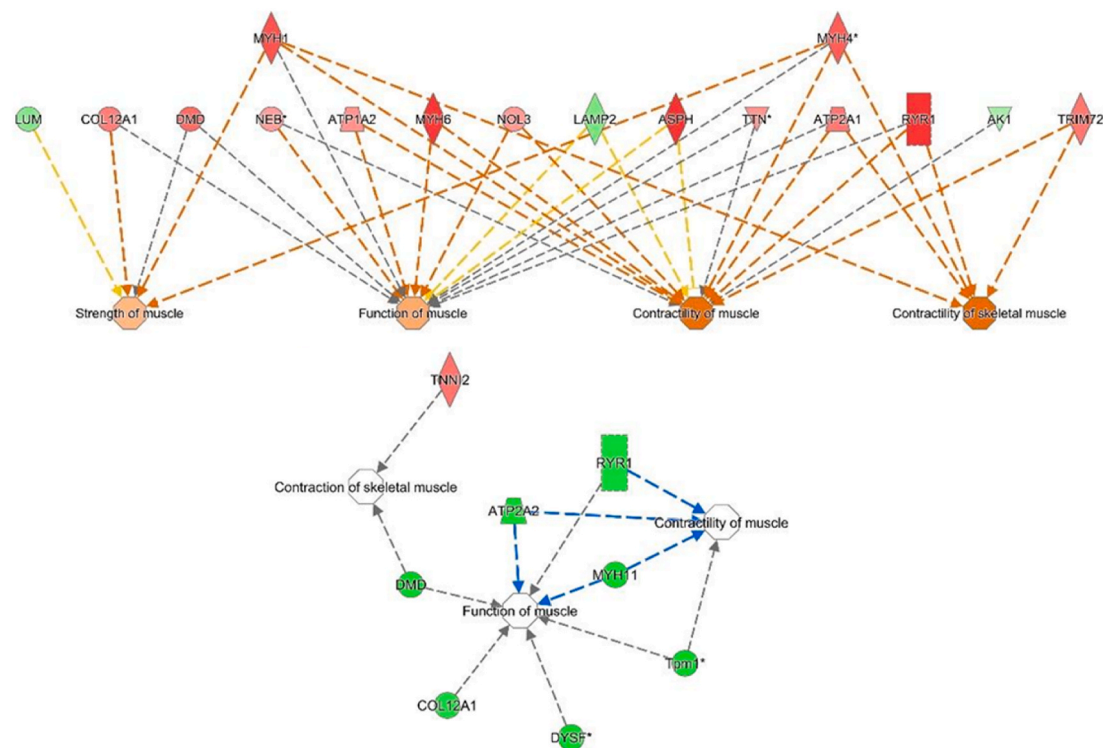 MYH1
MYH4*
LUM
COL12A1
DMD
NEB*
ATP1A2
MYH6
NOL3
LAMP2
ASPH
TTN*
ATP2A1
RYR1
AK1
TRIM72
Strength of muscle
Function of muscle
Contractility of muscle
Contractility of skeletal muscle
TNNI2
RYR1
Contraction of skeletal muscle
ATP2A2
Contractility of muscle
DMD
MYH11
Function of muscle
Tpm1*
COL12A1
DYSF*